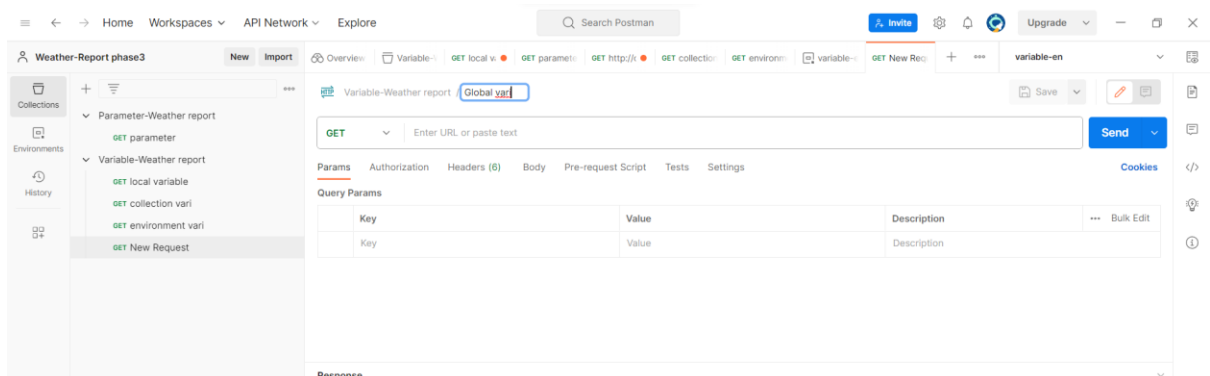 Home Workspaces API Network Explore Search Postman Invite Upgrade
Weather-Report phase3 New Import Overview Variable- GET local v GET paramete GET http://c GET collection GET environm variable-e GET New Req variable-en
Collections
Environments
History
Parameter-Weather report
GET parameter
Variable-Weather report
GET local variable
GET collection vari
GET environment vari
GET New Request
HTTP Variable-Weather report / Global vari Save
GET Enter URL or paste text Send
Params Authorization Headers (6) Body Pre-request Script Tests Settings Cookies
Query Params
Key Value Description Bulk Edit
Key Value Description
Response